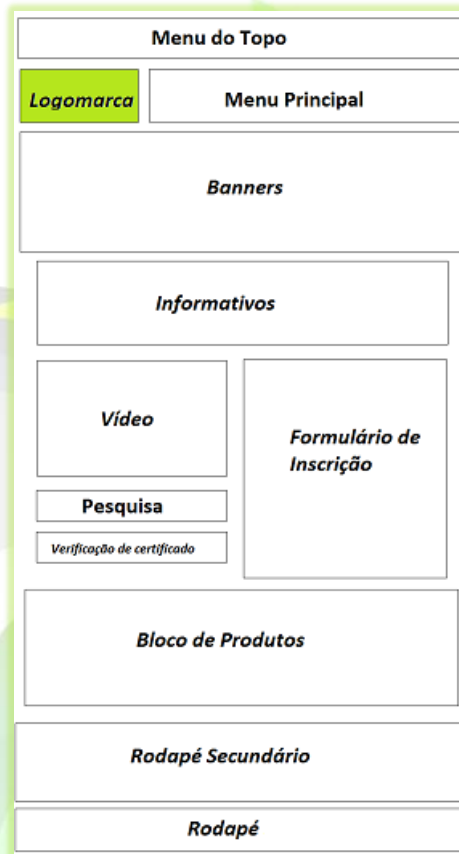 Menu do Topo
Logomarca
Menu Principal
Banners
Informativos
Vídeo
Formulário de
Inscrição
Pesquisa
Verificação de certificado
Bloco de Produtos
Rodapé Secundário
Rodapé